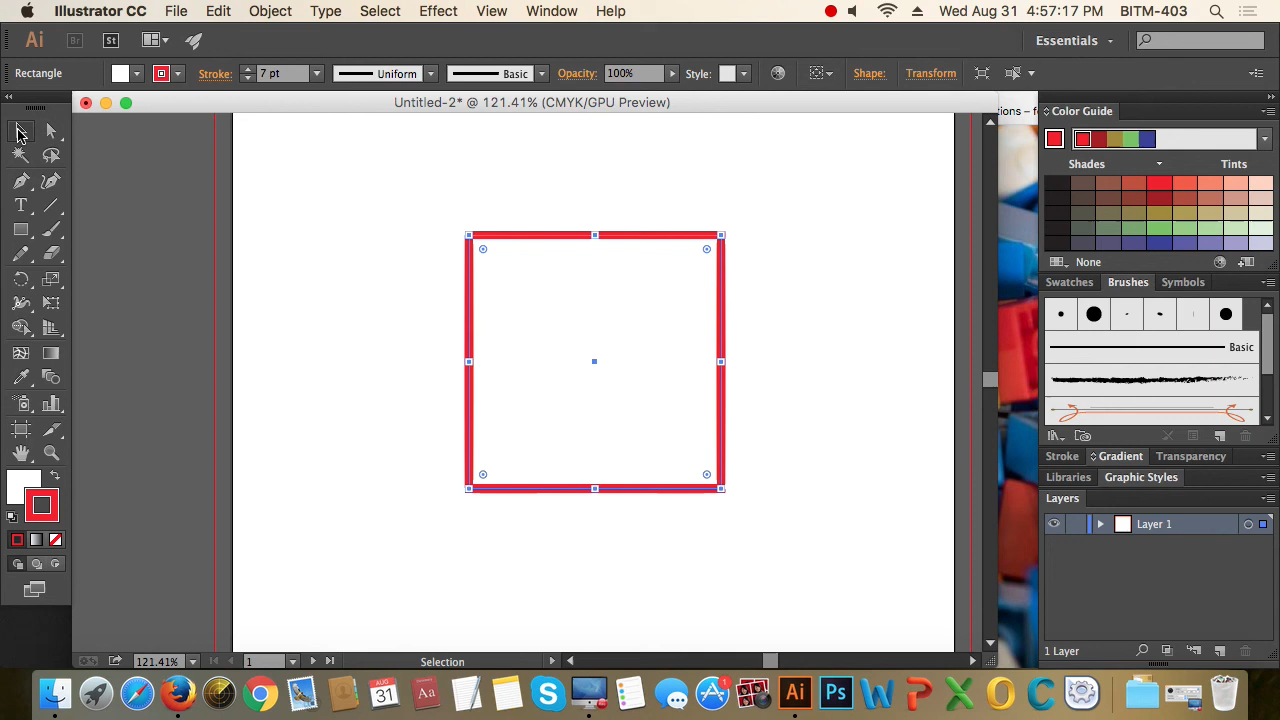 Illustrator CC File Edit Object Type Select Effect View Window Help Wed Aug 31 4:57:17 PM BITM-403
Ai Br St Essentials
Rectangle Stroke: 7 pt Uniform Basic Opacity: 100% Style: Shape: Transform
Untitled-2* @ 121.41% (CMYK/GPU Preview)
ions – f
Color Guide
Shades Tints
None
Swatches Brushes Symbols
Basic
Stroke Gradient Transparency
Libraries Graphic Styles
Layers
Layer 1
T
121.41% 1 Selection
1 Layer
AUG
31
Aa
1
Ai
Ps